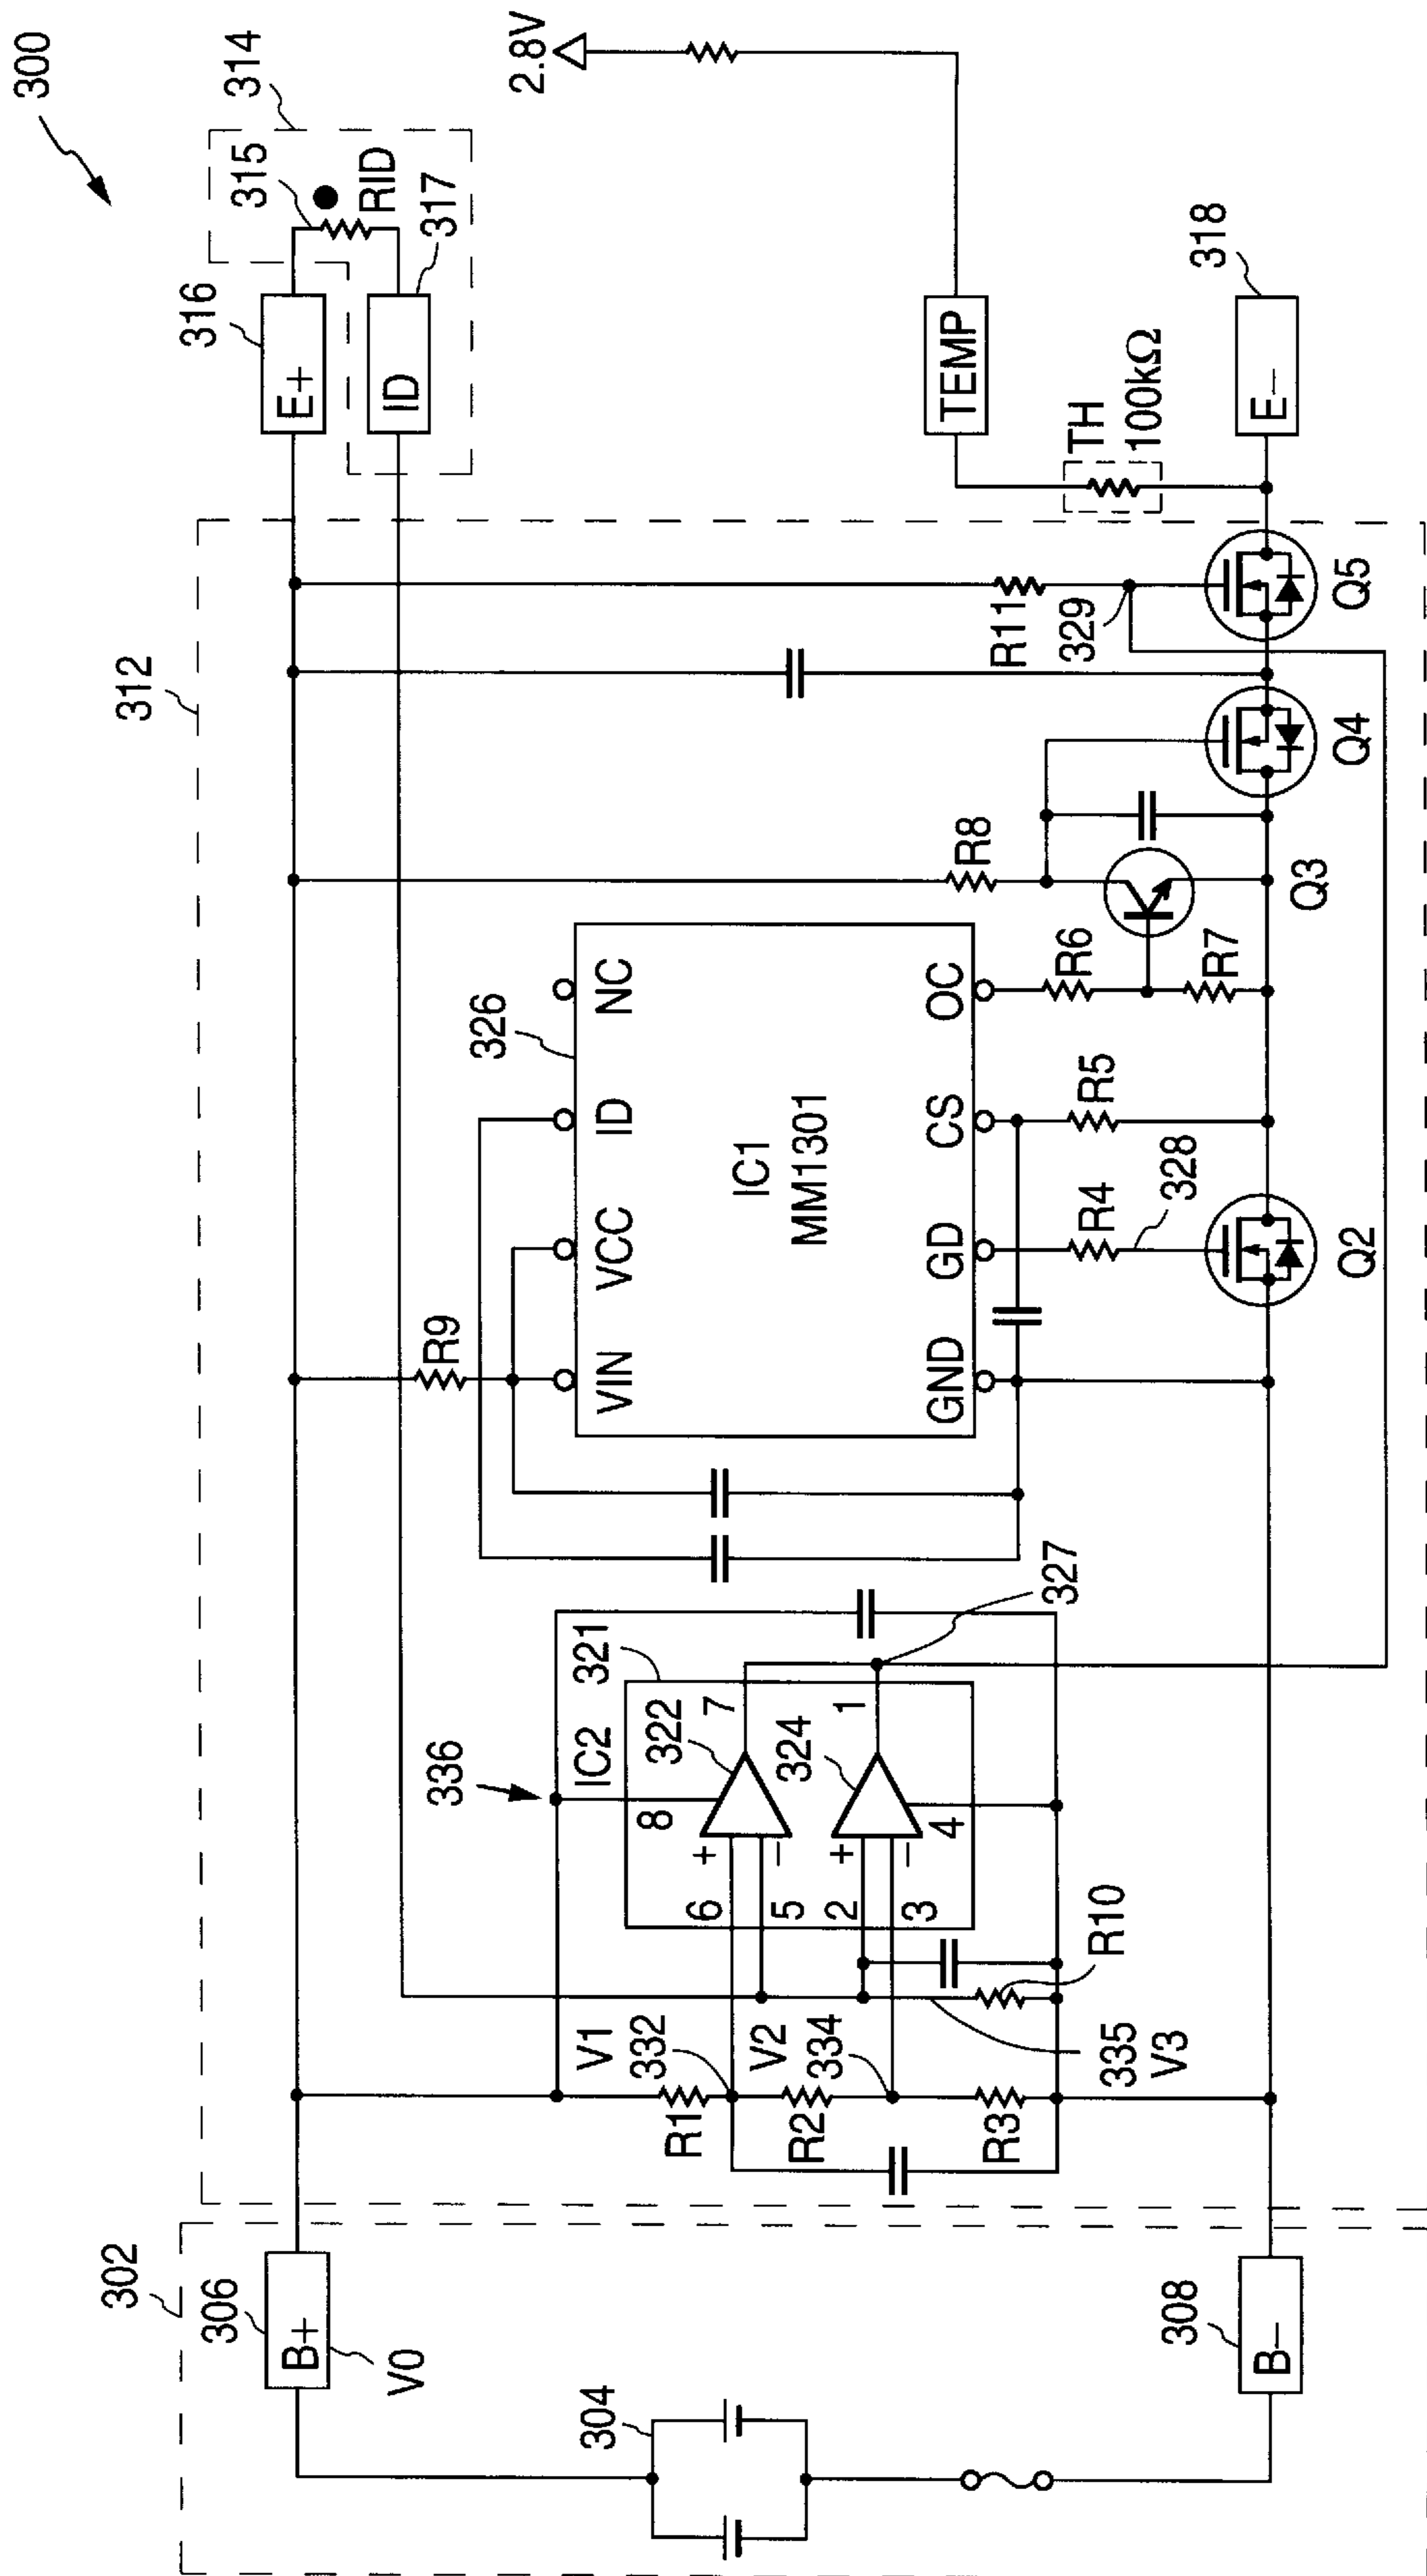 300
302
306
B+
V0
304
308
B−
312
336
V1
332
R1
V2
334
R2
R3
335
V3
R10
IC2
321
322
324
8
7
6
5
2
3
4
1
+
−
+
−
327
R9
326
VIN
VCC
ID
NC
IC1
MM1301
GND
GD
CS
OC
R4
328
R5
R6
R7
R8
Q2
Q3
Q4
Q5
R11
329
316
E+
314
315
RID
317
ID
2.8V
TEMP
TH
100kΩ
318
E−